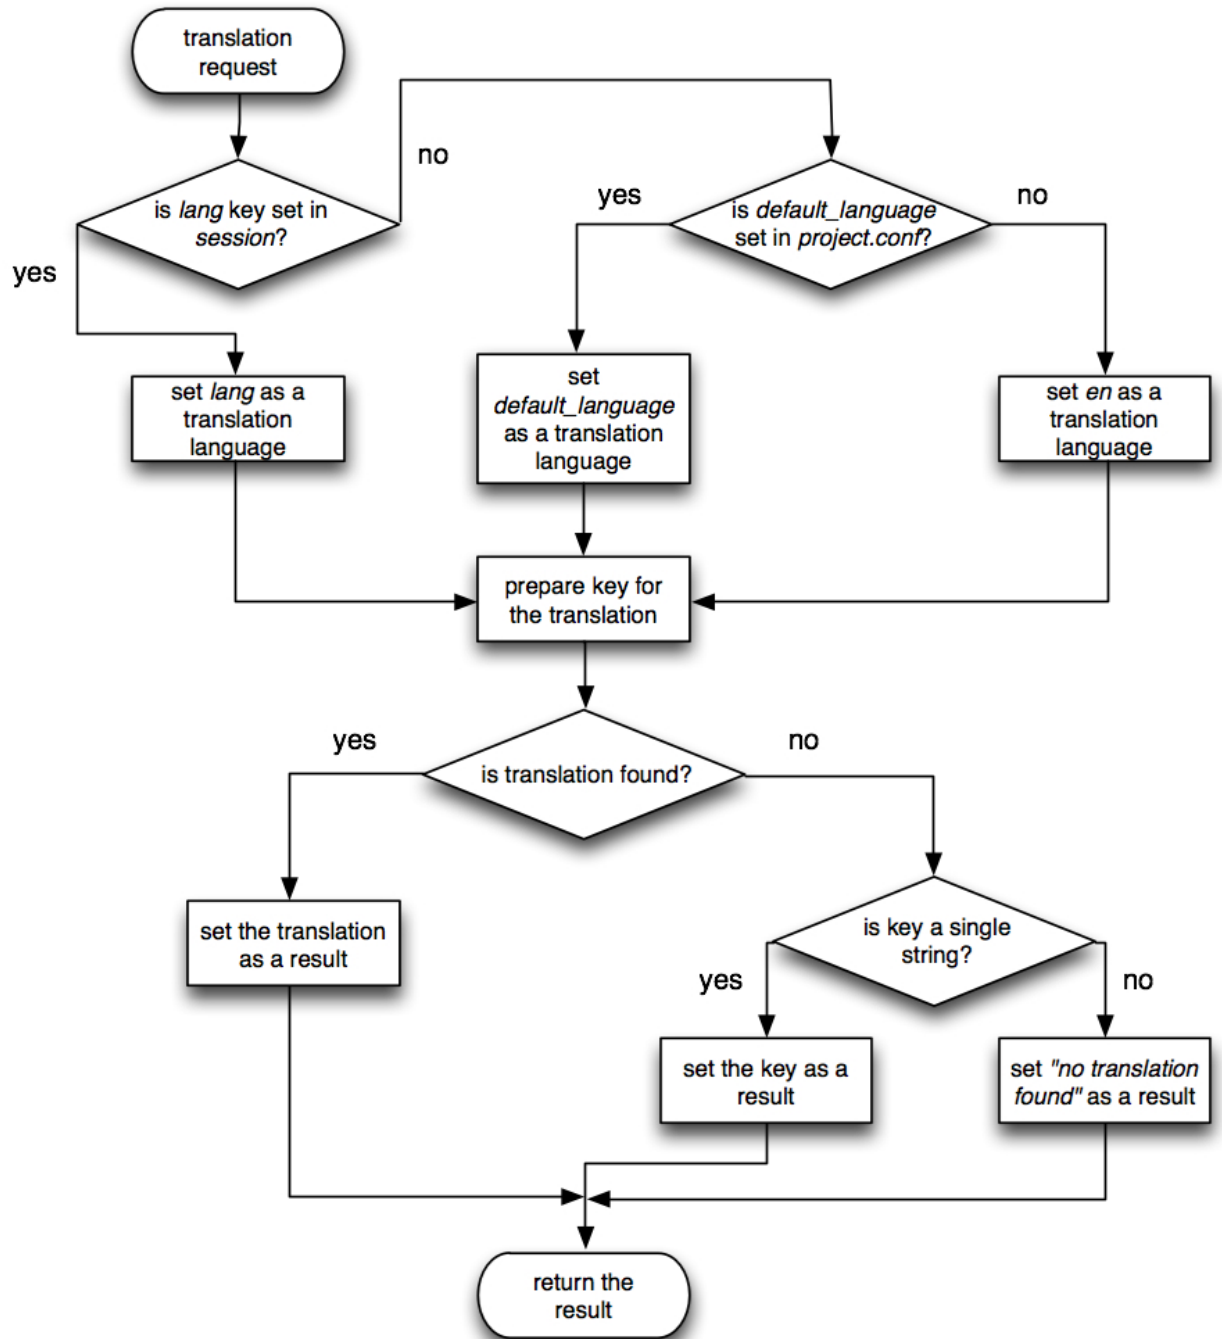 translation
request
no
is lang key set in
session?
yes
yes
is default_language
set in project.conf?
no
set lang as a
translation
language
set
default_language
as a translation
language
set en as a
translation
language
prepare key for
the translation
yes
is translation found?
no
set the translation
as a result
is key a single
string?
yes
no
set the key as a
result
set "no translation
found" as a result
return the
result